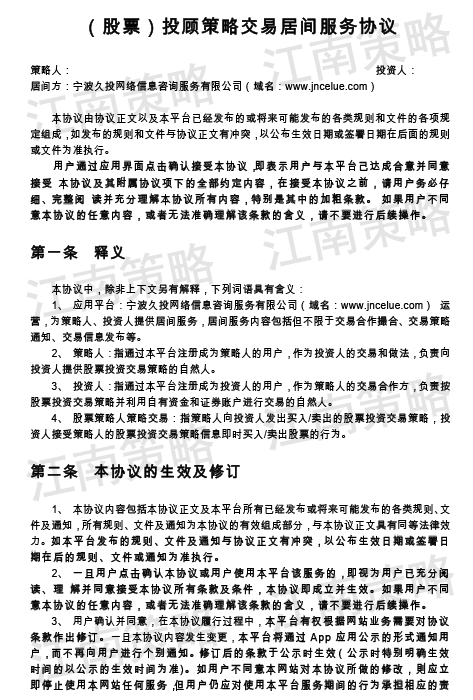 （股票）投顾策略交易居间服务协议
策略人： 投资人：
居间方：宁波久投网络信息咨询服务有限公司（域名：www.jncelue.com）
本协议由协议正文以及本平台已经发布的或将来可能发布的各类规则和文件的各项规
定组成，如发布的规则和文件与协议正文有冲突，以公布生效日期或签署日期在后面的规则
或文件为准执行。
用户通过应用界面点击确认接受本协议，即表示用户与本平台已达成合意并同意
接受 本协议及其附属协议项下的全部约定内容，在接受本协议之前，请用户务必仔
细、完整阅 读并充分理解本协议所有内容，特别是其中的加粗条款。 如果用户不同
意本协议的任意内容，或者无法准确理解该条款的含义，请不要进行后续操作。
第一条 释义
本协议中，除非上下文另有解释，下列词语具有含义：
1、 应用平台：宁波久投网络信息咨询服务有限公司（域名：www.jncelue.com） 运
营，为策略人、投资人提供居间服务，居间服务内容包括但不限于交易合作撮合、交易策略
通知、交易信息发布等。
2、 策略人：指通过本平台注册成为策略人的用户，作为投资人的交易和做法，负责向
投资人提供股票投资交易策略的自然人。
3、 投资人：指通过本平台注册成为投资人的用户，作为策略人的交易合作方，负责按
股票投资交易策略并利用自有资金和证券账户进行交易的自然人。
4、 股票策略人策略交易：指策略人向投资人发出买入/卖出的股票投资交易策略，投
资人接受策略人的股票投资交易策略信息即时买入/卖出股票的行为。
第二条 本协议的生效及修订
1、 本协议内容包括本协议正文及本平台所有已经发布或将来可能发布的各类规则、文
件及通知，所有规则、文件及通知为本协议的有效组成部分，与本协议正文具有同等法律效
力。如本平台发布的规则、文件及通知与协议正文有冲突，以公布生效日期或签署日
期在后的规则、文件或通知为准执行。
2、 一旦用户点击确认本协议或用户使用本平台该服务的，即视为用户已充分阅
读、理 解并同意接受本协议所有条款及条件，本协议即成立并生效。如果用户不同
意本协议的任意内容，或者无法准确理解该条款的含义，请不要进行后续操作。
3、 用户确认并同意，在本协议履行过程中，本平台有权根据网站业务需要对协议
条款作出修订。一旦本协议内容发生变更，本平台将通过 App 应用公示的形式通知用
户，而不再向用户进行个别通知。修订后的条款于公示时生效（公示时特别明确生效
时间的以公示的生效时间为准）。如用户不同意本网站对本协议所做的修改，则应立
即停止使用本网站任何服务，但用户仍应对使用本平台服务期间的行为承担相应的责
江南策略
江南策略
江南策略
江南策略
江南策略
江南策略
江南策略
江南策略